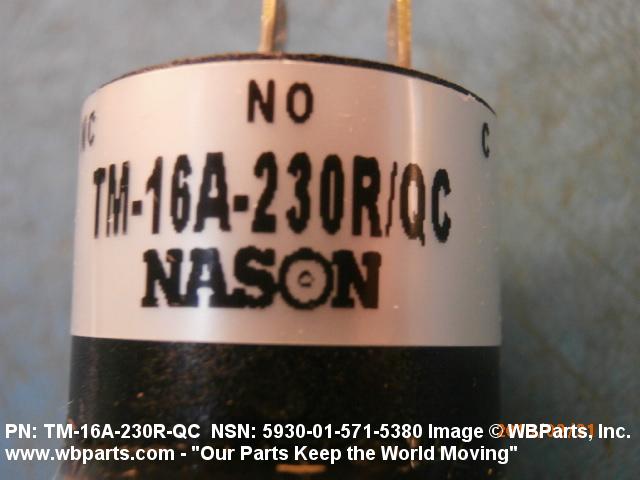 NO
NC
C
TM-16A-230R/QC
NASON
PN: TM-16A-230R-QC NSN: 5930-01-571-5380 Image © WBParts, Inc.
www.wbparts.com - "Our Parts Keep the World Moving"